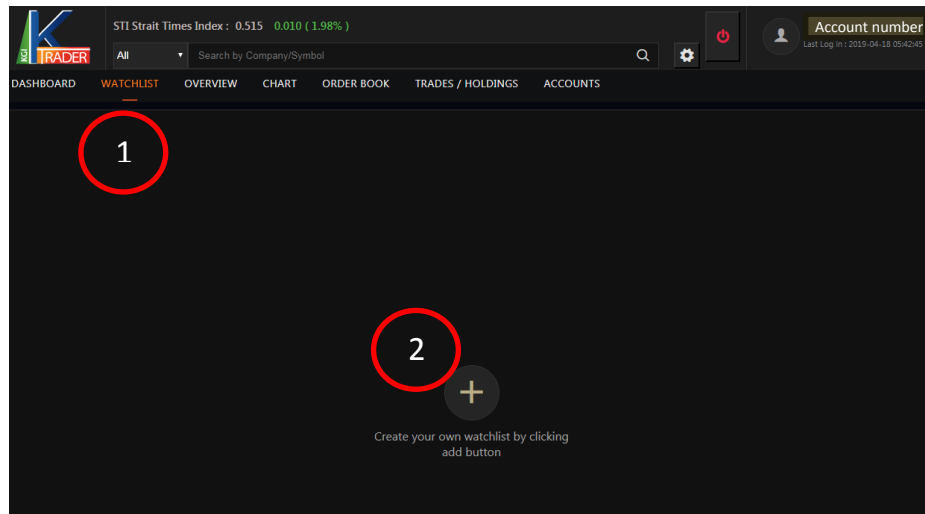 STI Strait Times Index : 0.515 0.010 ( 1.98% )
Account number
Last Log in : 2019-04-18 05:42:45
KGI TRADER
All
Search by Company/Symbol
DASHBOARD WATCHLIST OVERVIEW CHART ORDER BOOK TRADES / HOLDINGS ACCOUNTS
1
2
+
Create your own watchlist by clicking
add button